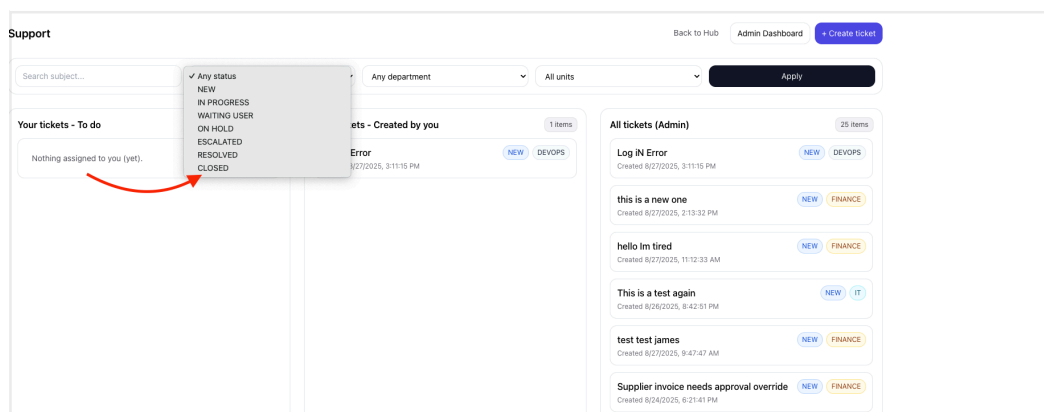 Support
Back to Hub
Admin Dashboard
+ Create ticket
Search subject...
✓ Any status
NEW
IN PROGRESS
WAITING USER
ON HOLD
ESCALATED
RESOLVED
CLOSED
Any department
All units
Apply
Your tickets - To do
Nothing assigned to you (yet).
Created by you
1 items
Error
NEW DEVOPS
/27/2025, 3:11:15 PM
All tickets (Admin)
25 items
Log iN Error
NEW DEVOPS
Created 8/27/2025, 3:11:15 PM
this is a new one
NEW FINANCE
Created 8/27/2025, 2:13:32 PM
hello Im tired
NEW FINANCE
Created 8/27/2025, 11:12:33 AM
This is a test again
NEW IT
Created 8/26/2025, 8:42:51 PM
test test james
NEW FINANCE
Created 8/27/2025, 9:47:47 AM
Supplier invoice needs approval override
NEW FINANCE
Created 8/24/2025, 6:21:41 PM